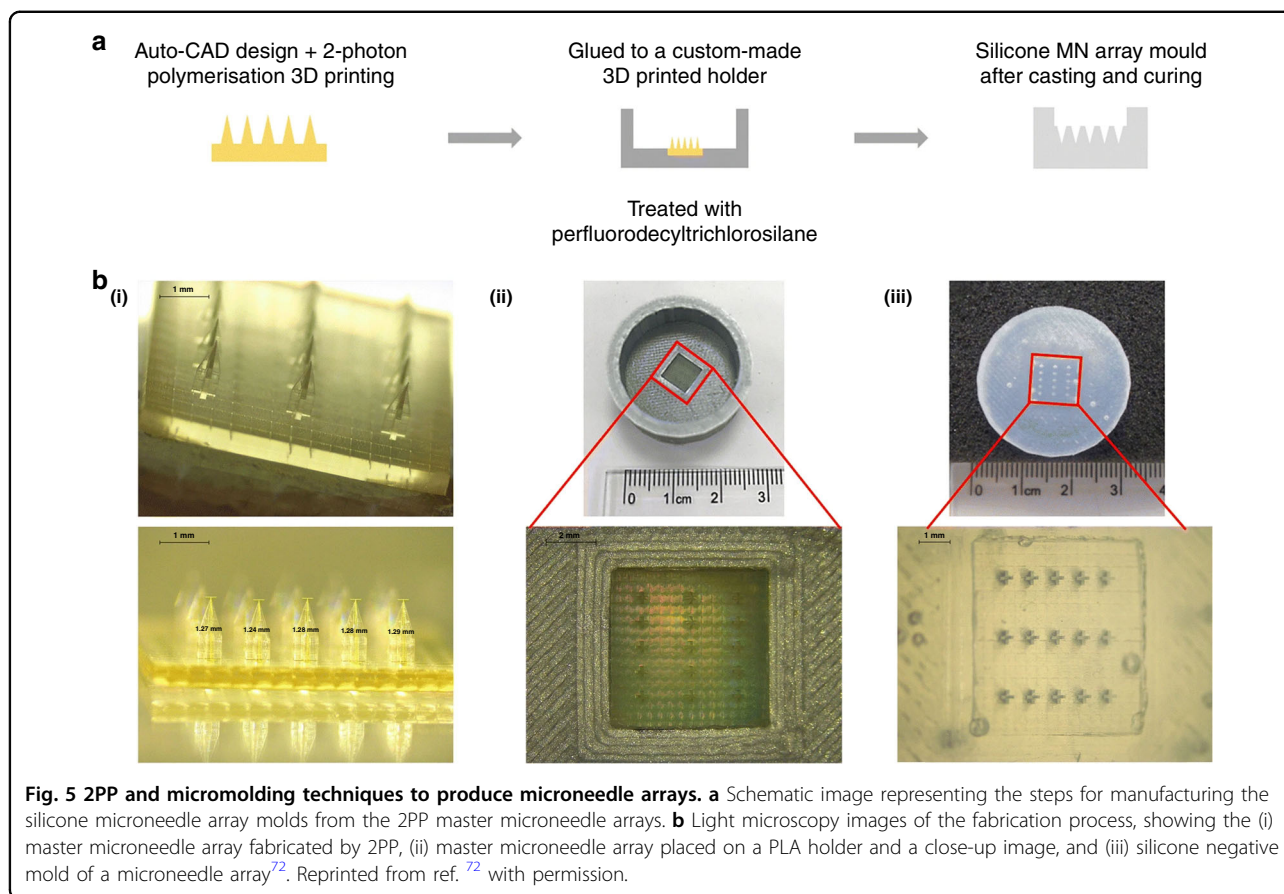 a
Auto-CAD design + 2-photon
polymerisation 3D printing
Glued to a custom-made
3D printed holder
Silicone MN array mould
after casting and curing
Treated with
perfluorodecyltrichlorosilane
b
(i)
1 mm
(ii)
0 1 cm 2 3
(iii)
0 1 cm 2 3 4
1 mm
1.27 mm 1.24 mm 1.28 mm 1.28 mm 1.29 mm
2 mm
1 mm
Fig. 5 2PP and micromolding techniques to produce microneedle arrays. a Schematic image representing the steps for manufacturing the
silicone microneedle array molds from the 2PP master microneedle arrays. b Light microscopy images of the fabrication process, showing the (i)
master microneedle array fabricated by 2PP, (ii) master microneedle array placed on a PLA holder and a close-up image, and (iii) silicone negative
mold of a microneedle array72. Reprinted from ref. 72 with permission.